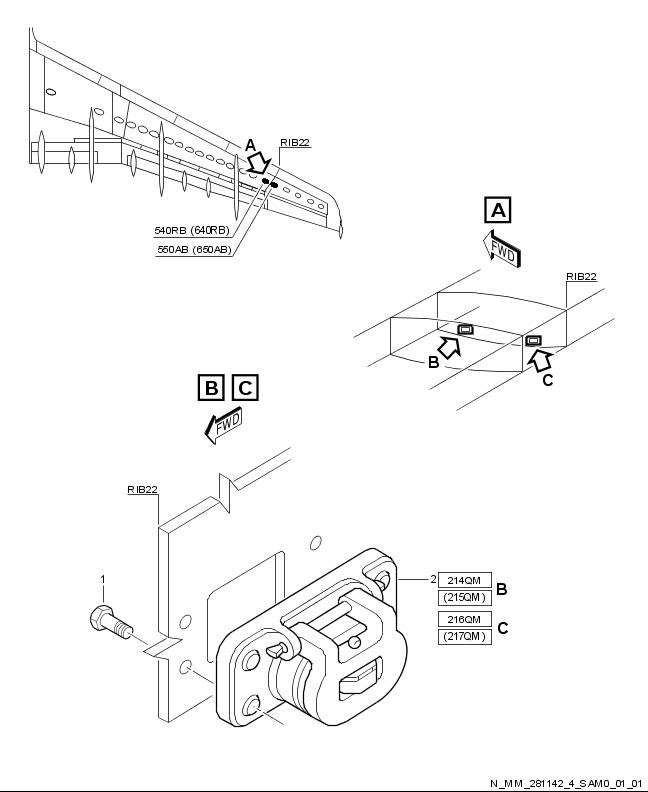 A
RIB22
540RB (640RB)
550AB (650AB)
A
FWD
RIB22
B
C
B C
FWD
RIB22
1
2
214QM
(215QM)
B
216QM
(217QM)
C
N_MM_281142_4_SAM0_01_01